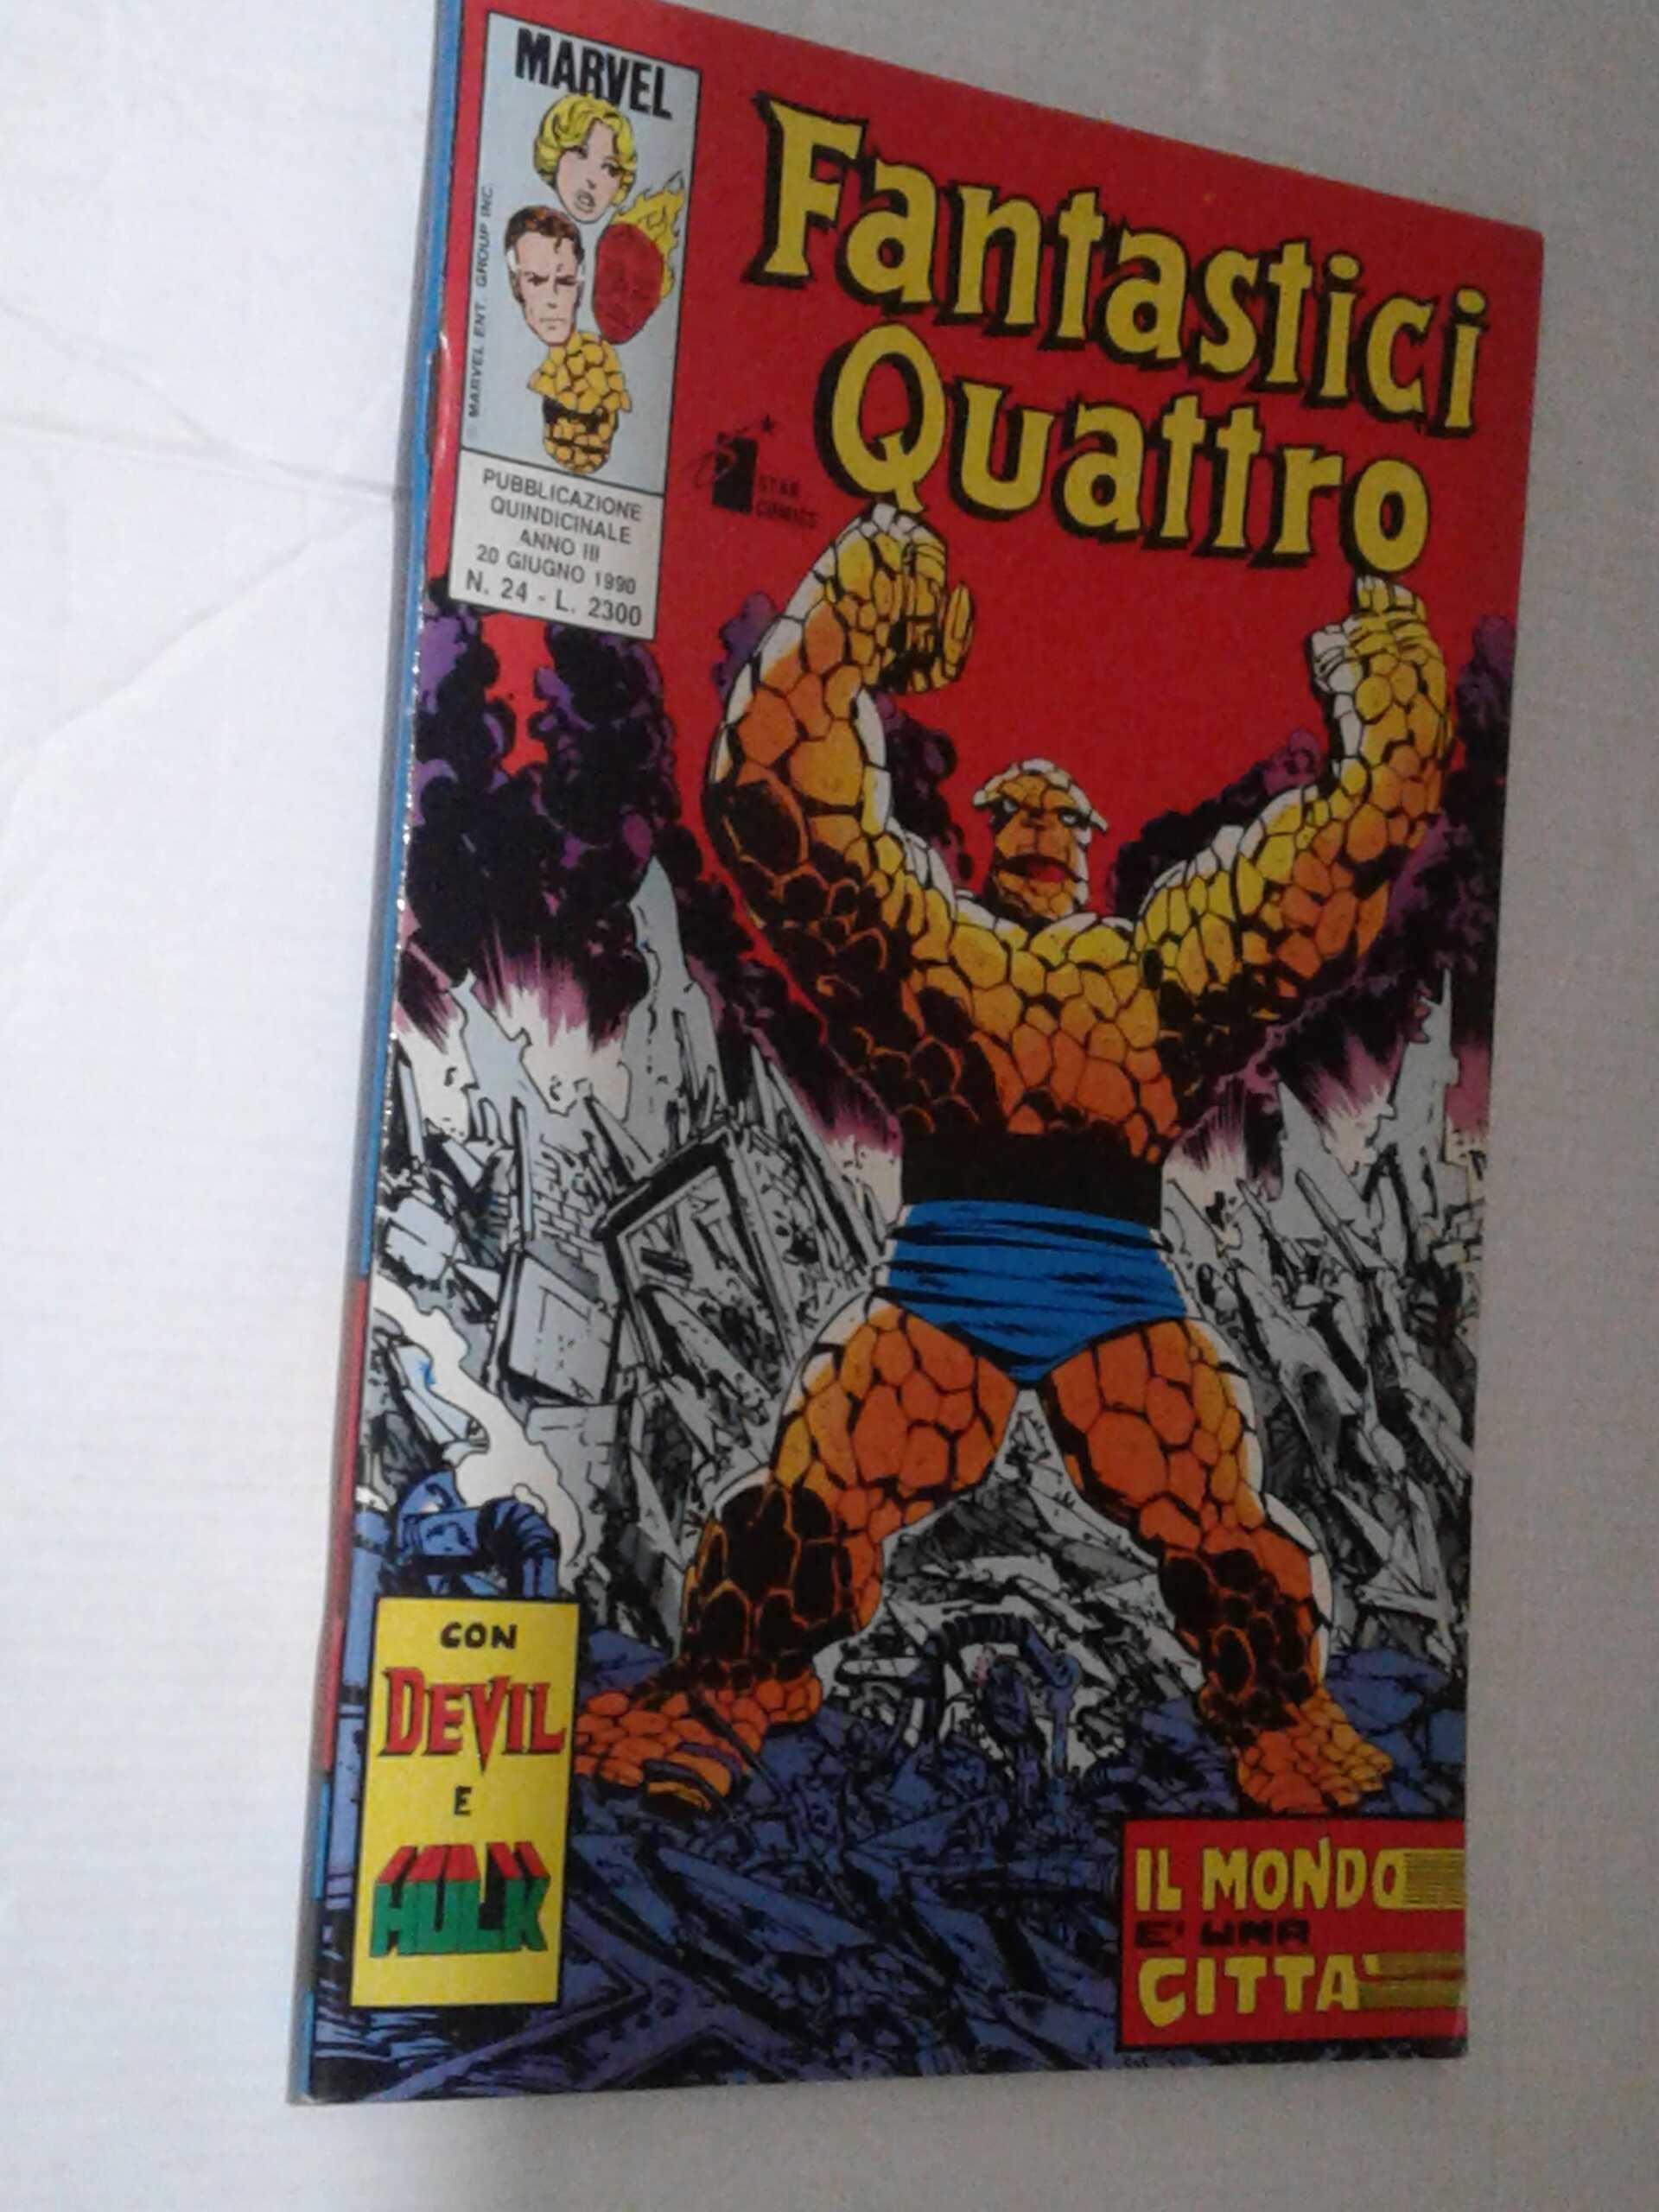 MARVEL
© MARVEL ENT. GROUP INC.
PUBBLICAZIONE
QUINDICINALE
ANNO III
20 GIUGNO 1990
N. 24 - L. 2300
Fantastici
Quattro
STAR
COMICS
CON
DEVIL
E
HULK
IL MONDO
E' UNA
CITTA'